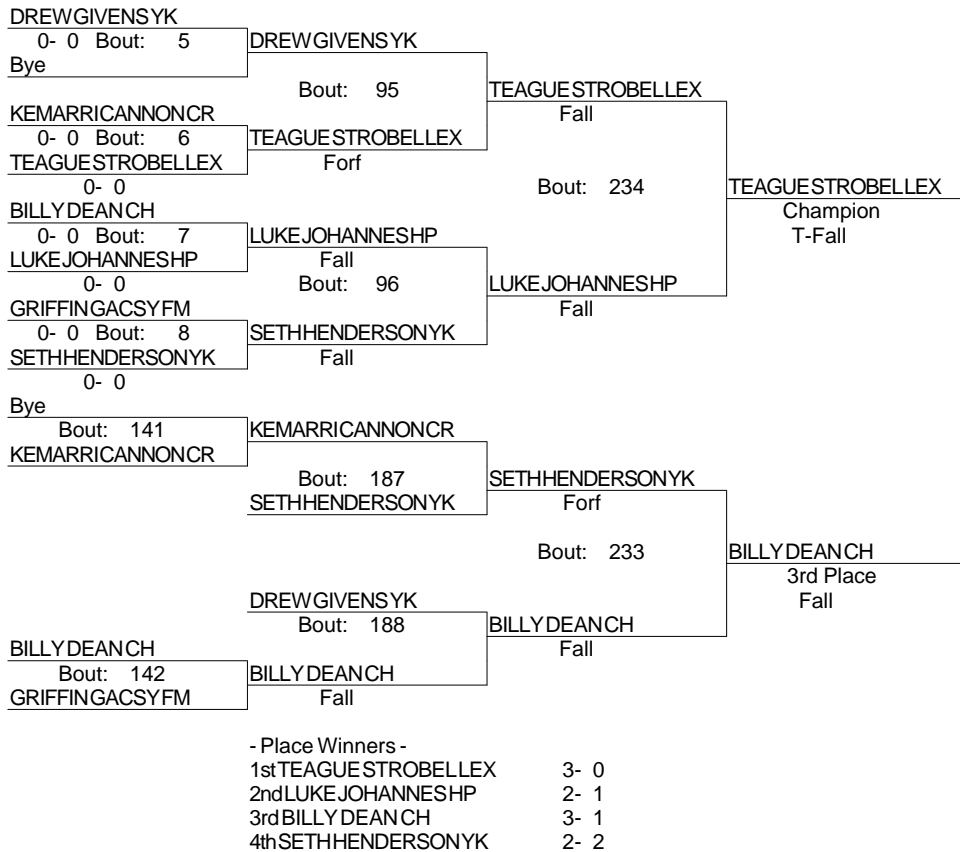 DREWGIVENSYK
0- 0 Bout: 5 DREWGIVENSYK
Bye
Bout: 95 TEAGUESTROBELLEX
KEMARRICANNONCR Fall
0- 0 Bout: 6 TEAGUESTROBELLEX
TEAGUESTROBELLEX Forf
0- 0 Bout: 234 TEAGUESTROBELLEX
BILLYDEANCH Champion
0- 0 Bout: 7 LUKEJOHANNESHP T-Fall
LUKEJOHANNESHP Fall
0- 0 Bout: 96 LUKEJOHANNESHP
GRIFFINGACSYFM Fall
0- 0 Bout: 8 SETHHENDERSONYK
SETHHENDERSONYK Fall
0- 0
Bye
Bout: 141 KEMARRICANNONCR
KEMARRICANNONCR
Bout: 187 SETHHENDERSONYK
SETHHENDERSONYK Forf
Bout: 233 BILLYDEANCH
3rd Place
DREWGIVENSYK Fall
Bout: 188 BILLYDEANCH
BILLYDEANCH Fall
Bout: 142 BILLYDEANCH
GRIFFINGACSYFM Fall
- Place Winners -
1stTEAGUESTROBELLEX 3- 0
2ndLUKEJOHANNESHP 2- 1
3rdBILLYDEANCH 3- 1
4thSETHHENDERSONYK 2- 2